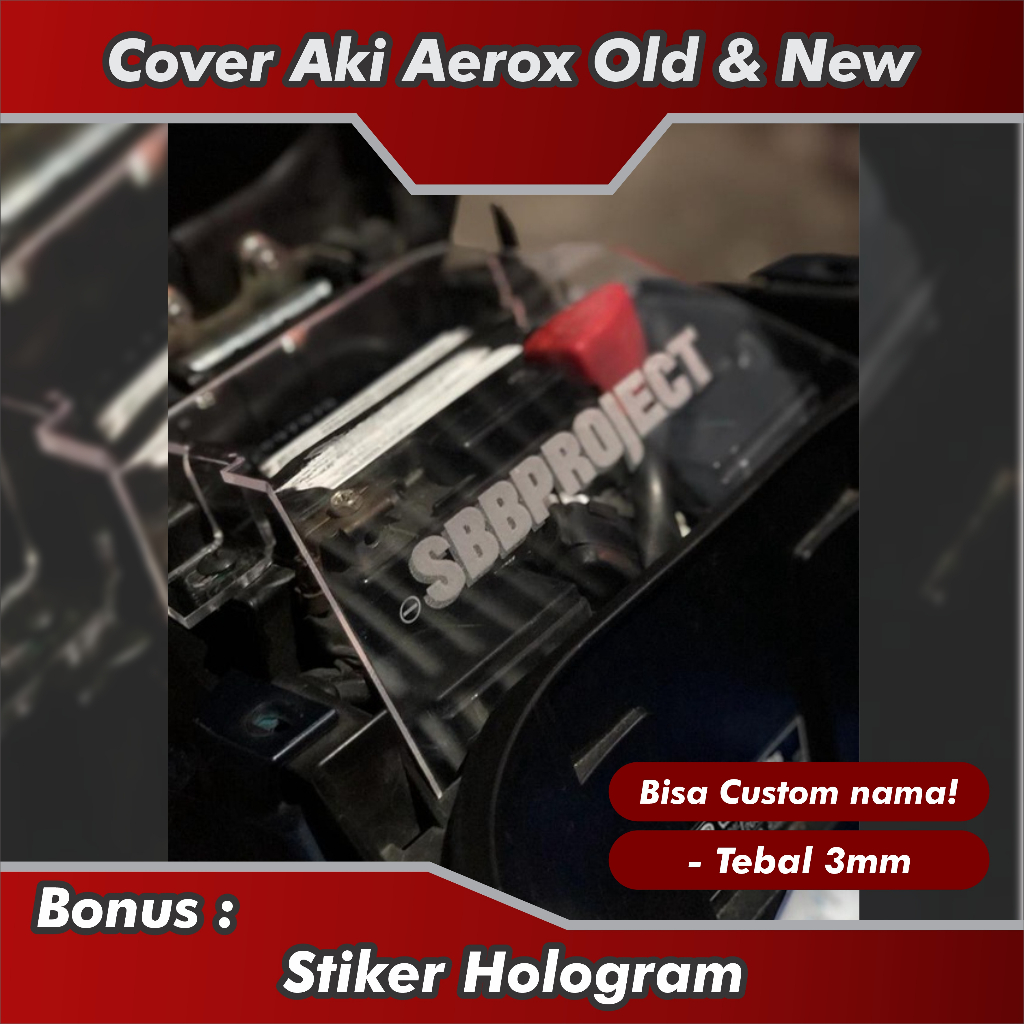 Cover Aki Aerox Old & New
SBBPROJECT
Bisa Custom nama!
- Tebal 3mm
Bonus :
Stiker Hologram